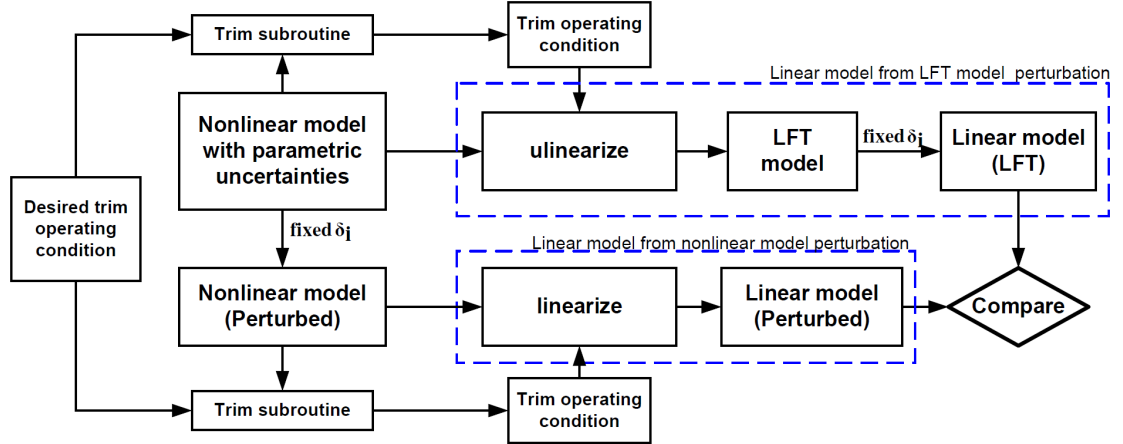 Trim subroutine
Trim operating
condition
Linear model from LFT model perturbation
Nonlinear model
with parametric
uncertainties
ulinearize
LFT
model
fixed δi
Linear model
(LFT)
Desired trim
operating
condition
fixed δi
Linear model from nonlinear model perturbation
Nonlinear model
(Perturbed)
linearize
Linear model
(Perturbed)
Compare
Trim subroutine
Trim operating
condition